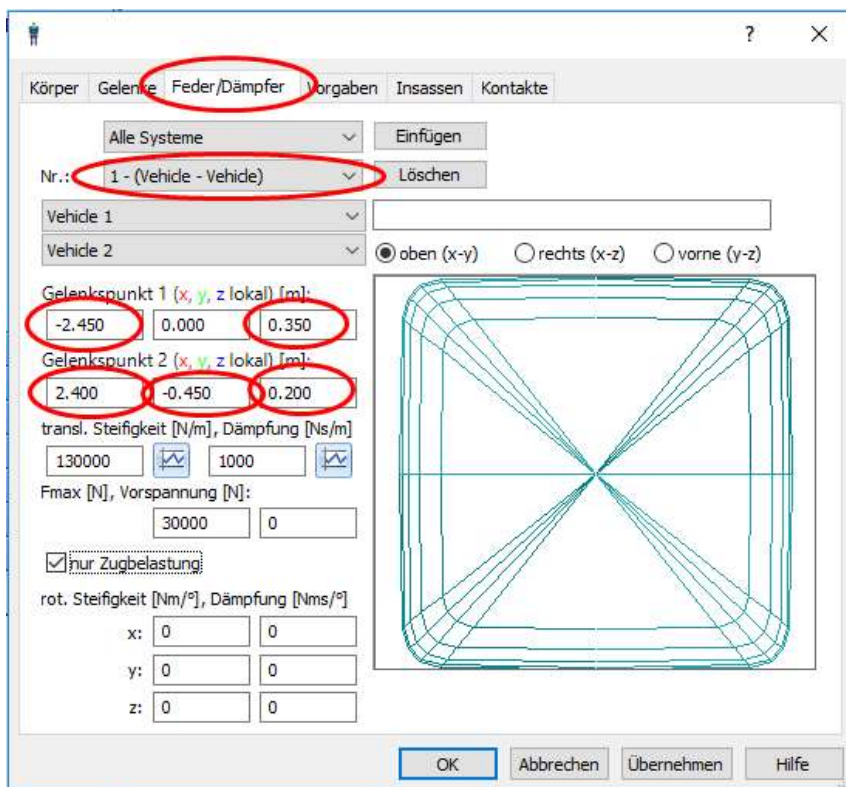 ?
Körper Gelenke Feder/Dämpfer Vorgaben Insassen Kontakte
Alle Systeme Einfügen
Nr.: 1 - (Vehicle - Vehicle) Löschen
Vehicle 1
Vehicle 2 oben (x-y) rechts (x-z) vorne (y-z)
Gelenkspunkt 1 (x, y, z lokal) [m]:
-2.450 0.000 0.350
Gelenkspunkt 2 (x, y, z lokal) [m]:
2.400 -0.450 0.200
transl. Steifigkeit [N/m], Dämpfung [Ns/m]
130000 1000
Fmax [N], Vorspannung [N]:
30000 0
nur Zugbelastung
rot. Steifigkeit [Nm/°], Dämpfung [Nms/°]
x: 0 0
y: 0 0
z: 0 0
OK Abbrechen Übernehmen Hilfe